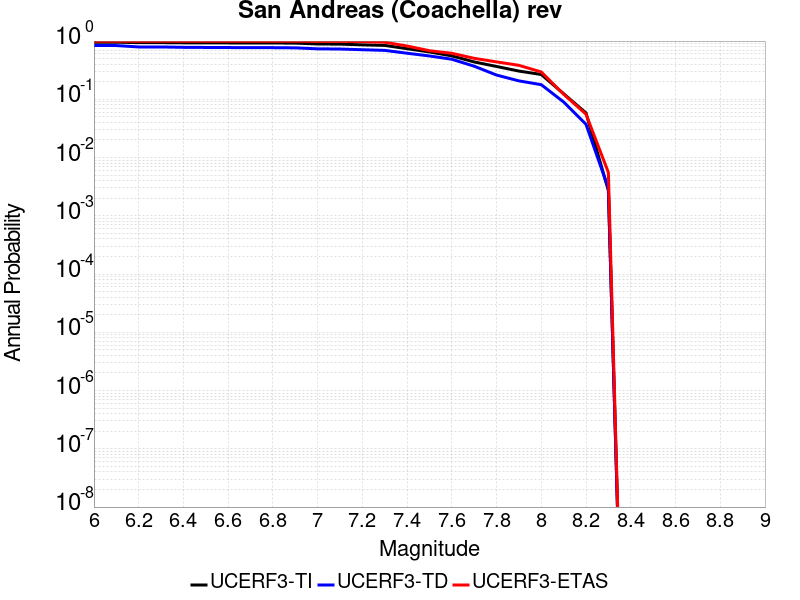 San Andreas (Coachella) rev
10^0
10^-1
10^-2
10^-3
10^-4
10^-5
10^-6
10^-7
10^-8
Annual Probability
6 6.2 6.4 6.6 6.8 7 7.2 7.4 7.6 7.8 8 8.2 8.4 8.6 8.8 9
Magnitude
UCERF3-TI UCERF3-TD UCERF3-ETAS